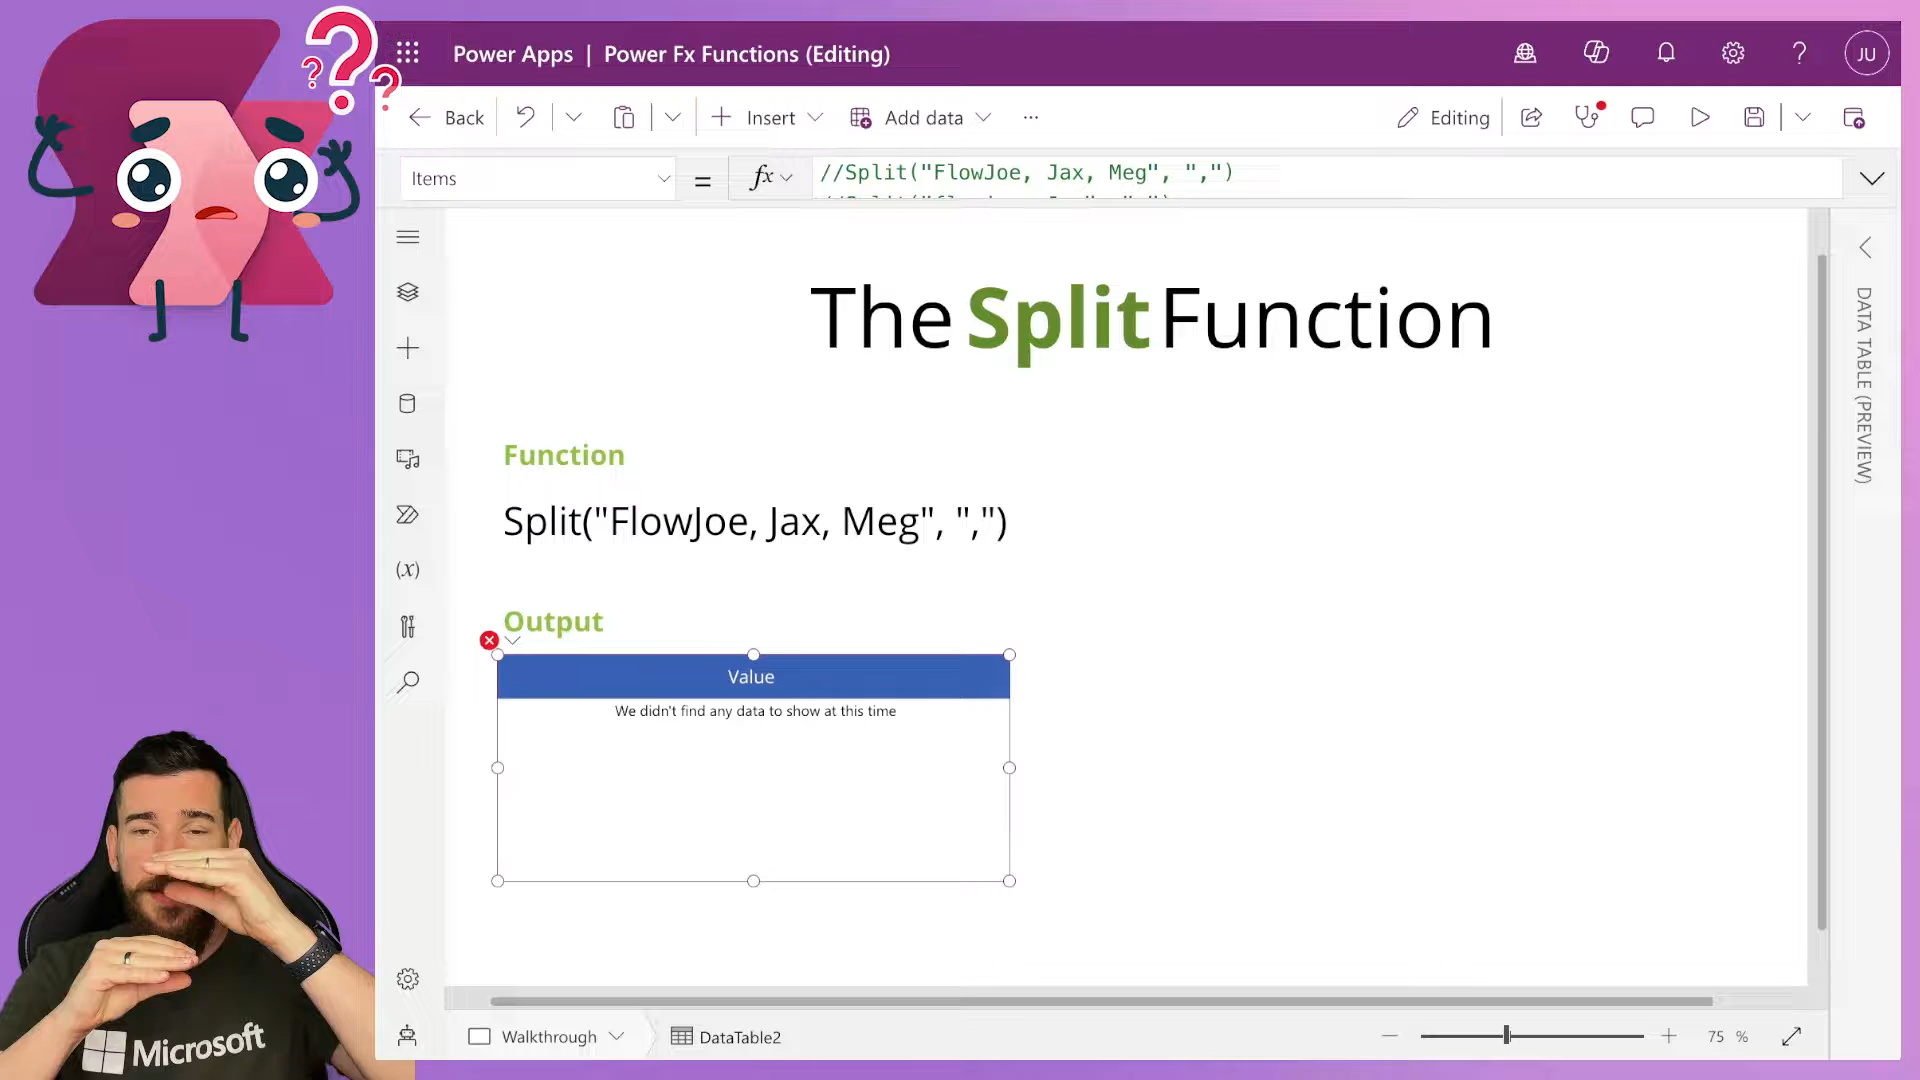 ? ? ?
Power Apps | Power Fx Functions (Editing)
? JU
Back Insert Add data ... Editing
Items = fx //Split("FlowJoe, Jax, Meg", ",")
The Split Function
Function
Split("FlowJoe, Jax, Meg", ",")
(x)
Output
Value
We didn't find any data to show at this time
DATA TABLE (PREVIEW)
Walkthrough DataTable2 75 %
Microsoft